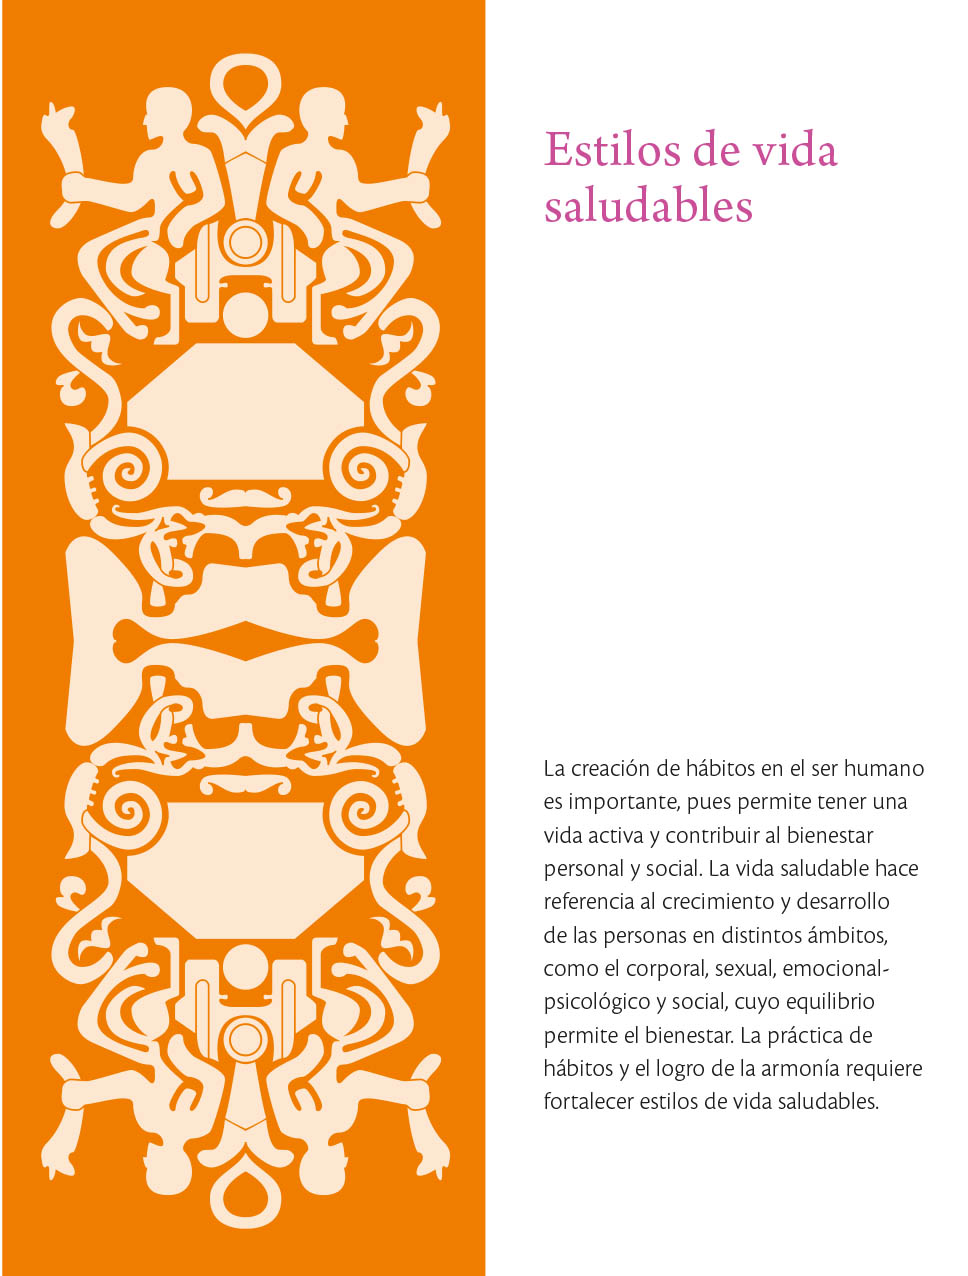 Estilos de vida
saludables
La creación de hábitos en el ser humano
es importante, pues permite tener una
vida activa y contribuir al bienestar
personal y social. La vida saludable hace
referencia al crecimiento y desarrollo
de las personas en distintos ámbitos,
como el corporal, sexual, emocional-
psicológico y social, cuyo equilibrio
permite el bienestar. La práctica de
hábitos y el logro de la armonía requiere
fortalecer estilos de vida saludables.